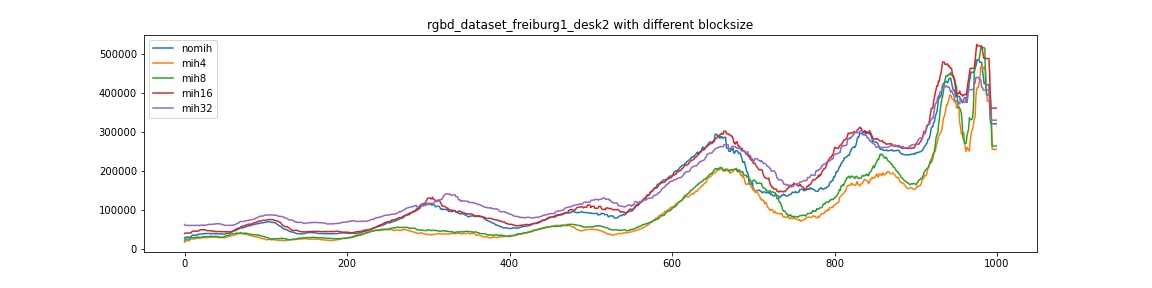 rgbd_dataset_freiburg1_desk2 with different blocksize
500000
400000
300000
200000
100000
0
nomih
mih4
mih8
mih16
mih32
0 200 400 600 800 1000